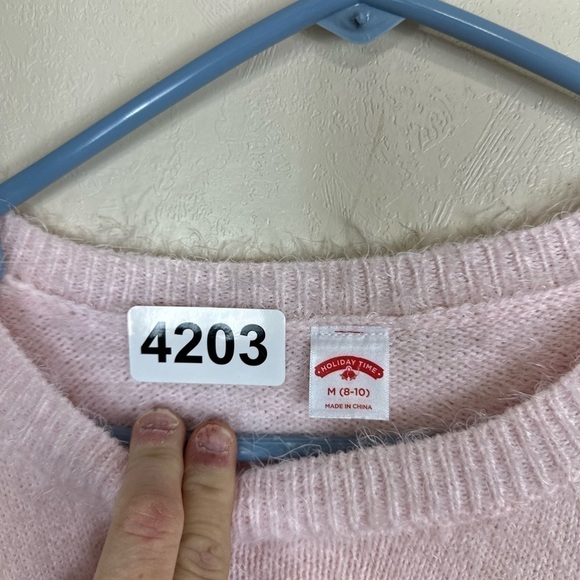 4203
HOLIDAY TIME
M (8-10)
MADE IN CHINA